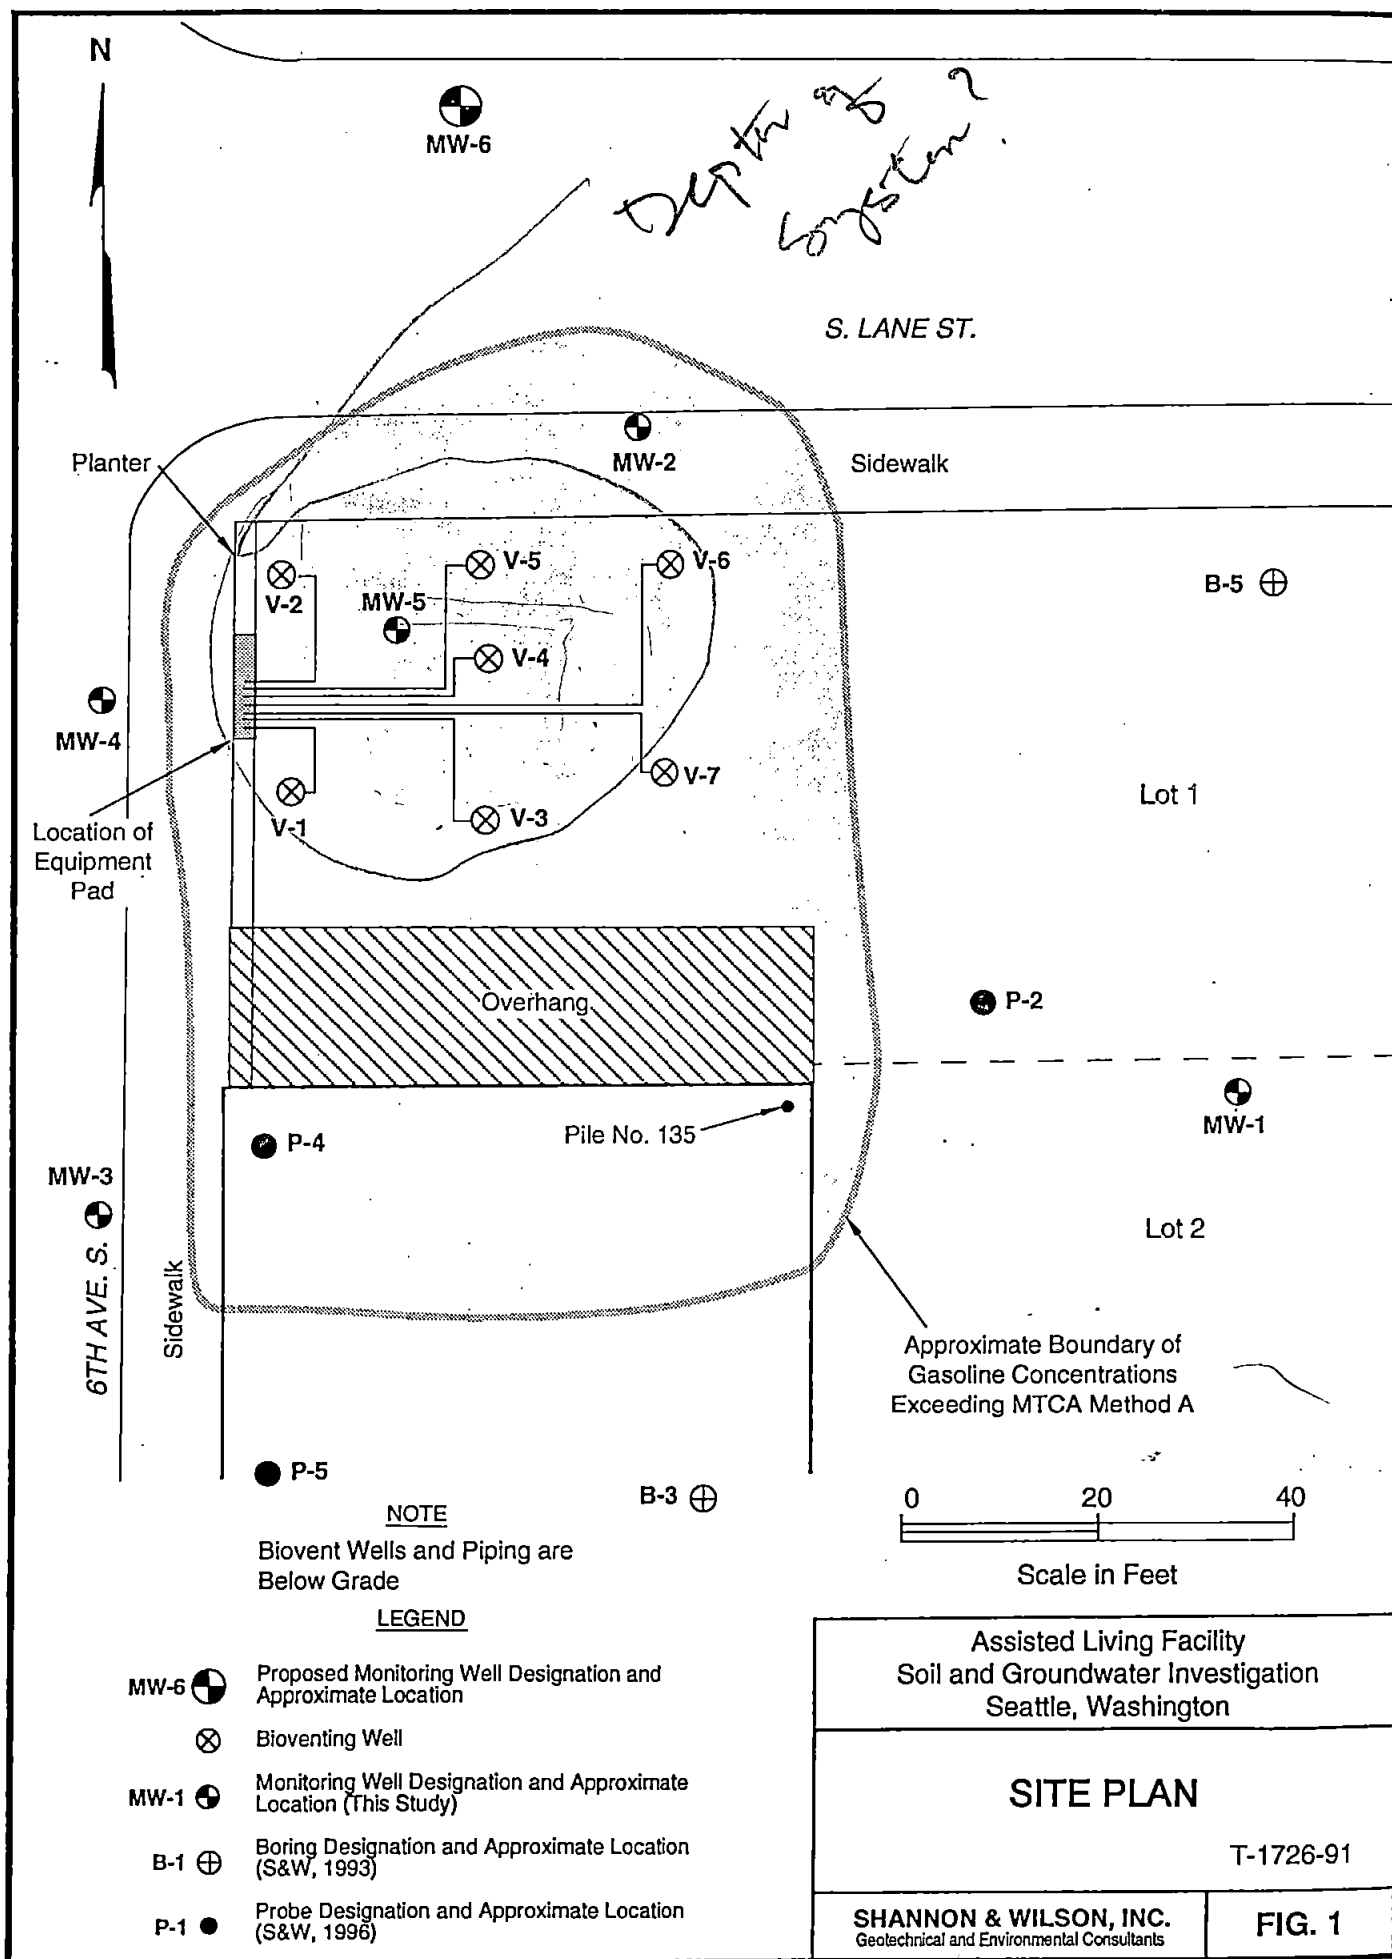 N
MW-6
Depth of
System?
S. LANE ST.
Planter
MW-2
Sidewalk
V-5
V-6
B-5
V-2
MW-5
V-4
MW-4
V-7
Lot 1
V-1
V-3
Location of
Equipment
Pad
Overhang
P-2
Pile No. 135
MW-1
P-4
MW-3
Lot 2
6TH AVE. S.
Sidewalk
Approximate Boundary of
Gasoline Concentrations
Exceeding MTCA Method A
P-5
B-3
0 20 40
Scale in Feet
NOTE
Biovent Wells and Piping are
Below Grade
LEGEND
MW-6 Proposed Monitoring Well Designation and
Approximate Location
Bioventing Well
MW-1 Monitoring Well Designation and Approximate
Location (This Study)
B-1 Boring Designation and Approximate Location
(S&W, 1993)
P-1 Probe Designation and Approximate Location
(S&W, 1996)
Assisted Living Facility
Soil and Groundwater Investigation
Seattle, Washington
SITE PLAN
T-1726-91
SHANNON & WILSON, INC.
Geotechnical and Environmental Consultants
FIG. 1